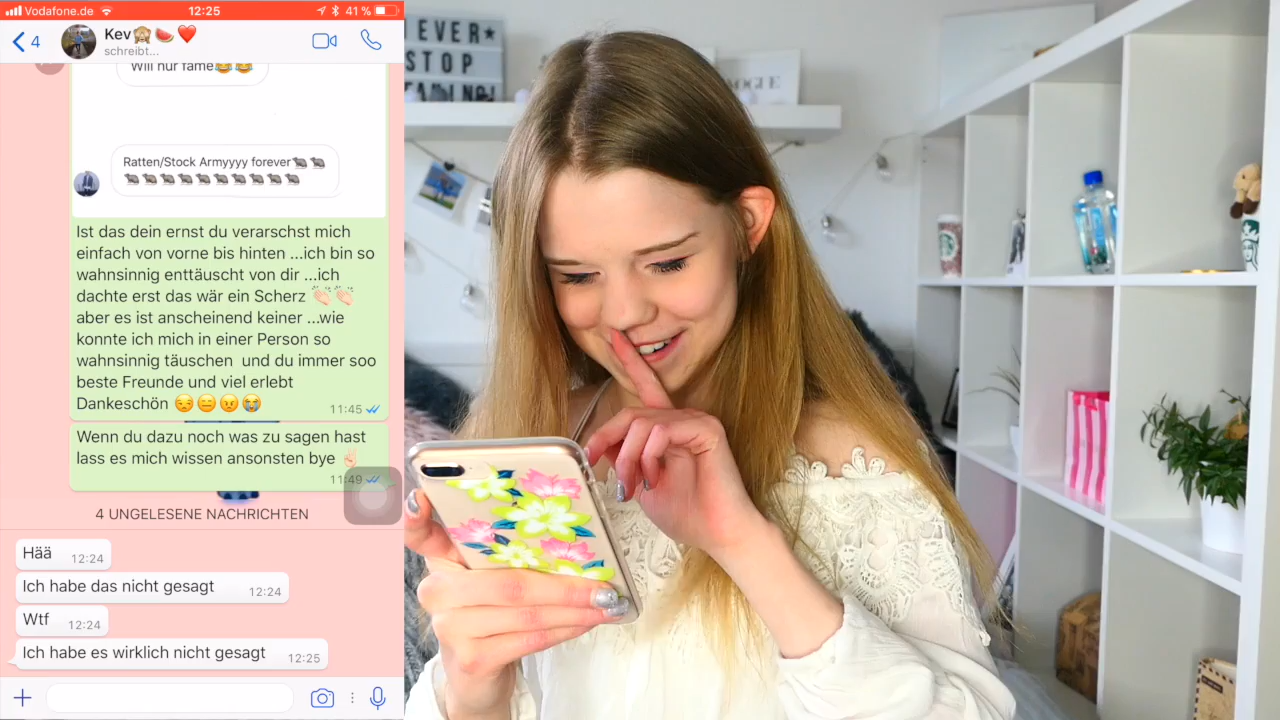 Vodafone.de
12:25
41 %
4
Kev🙈🍉❤️
schreibt...
Will nur fame😂😂
Ratten/Stock Armyyyy forever🐀🐀
🐀🐀🐀🐀🐀🐀🐀🐀🐀🐀
Ist das dein ernst du verarschst mich
einfach von vorne bis hinten ...ich bin so
wahnsinnig enttäuscht von dir ...ich
dachte erst das wär ein Scherz 👏🏻👏🏻
aber es ist anscheinend keiner ...wie
konnte ich mich in einer Person so
wahnsinnig täuschen  und du immer soo
beste Freunde und viel erlebt
Dankeschön 😒😑😠😭
11:45
Wenn du dazu noch was zu sagen hast
lass es mich wissen ansonsten bye ✌🏻
11:49
4 UNGELESENE NACHRICHTEN
Hää
12:24
Ich habe das nicht gesagt
12:24
Wtf
12:24
Ich habe es wirklich nicht gesagt
12:25
EVER★
STOP